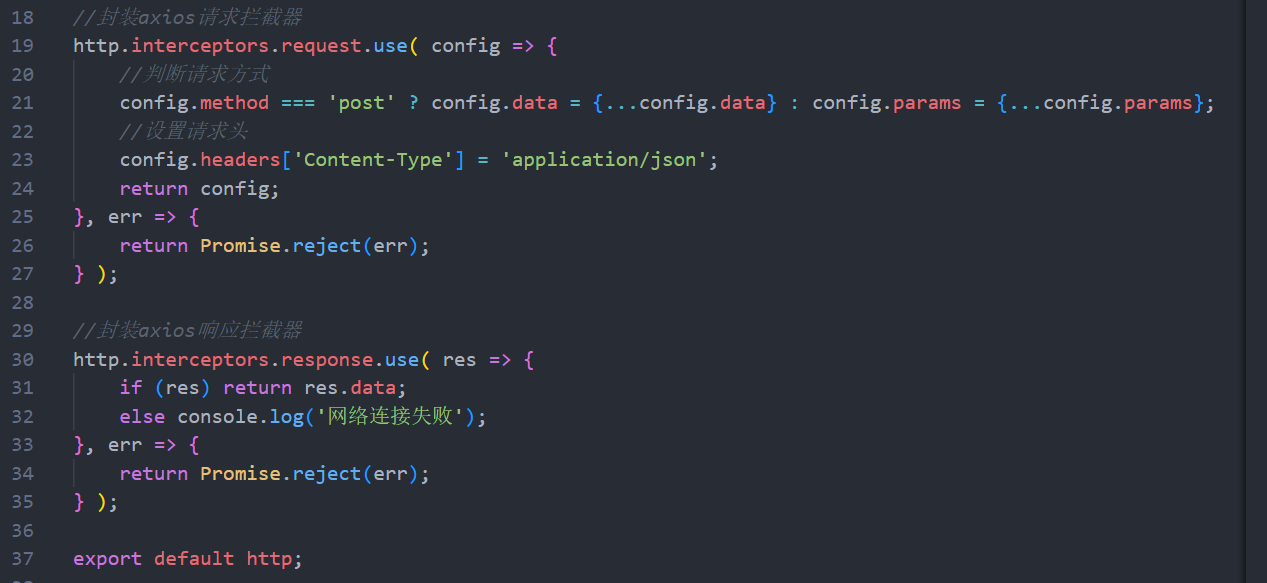 18 //封装axios请求拦截器
19 http.interceptors.request.use( config => {
20     //判断请求方式
21     config.method === 'post' ? config.data = {...config.data} : config.params = {...config.params};
22     //设置请求头
23     config.headers['Content-Type'] = 'application/json';
24     return config;
25 }, err => {
26     return Promise.reject(err);
27 } );
28
29 //封装axios响应拦截器
30 http.interceptors.response.use( res => {
31     if (res) return res.data;
32     else console.log('网络连接失败');
33 }, err => {
34     return Promise.reject(err);
35 } );
36
37 export default http;